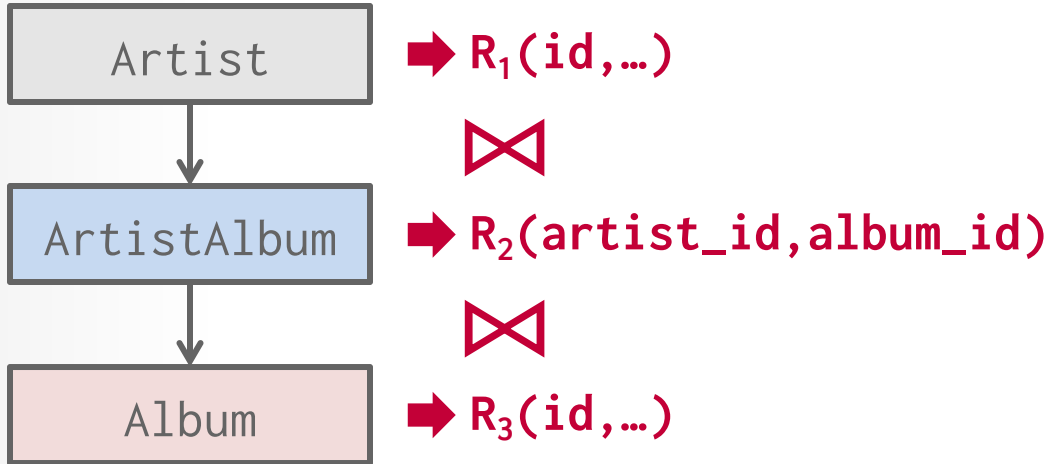 Artist R₁(id,…)
⋈
ArtistAlbum R₂(artist_id,album_id)
⋈
Album R₃(id,…)